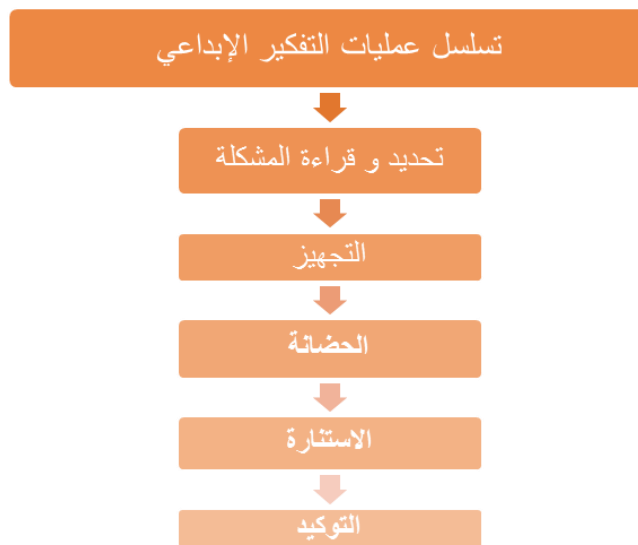 تسلسل عمليات التفكير الإبداعي
تحديد و قراءة المشكلة
التجهيز
الحضانة
الاستنارة
التوكيد